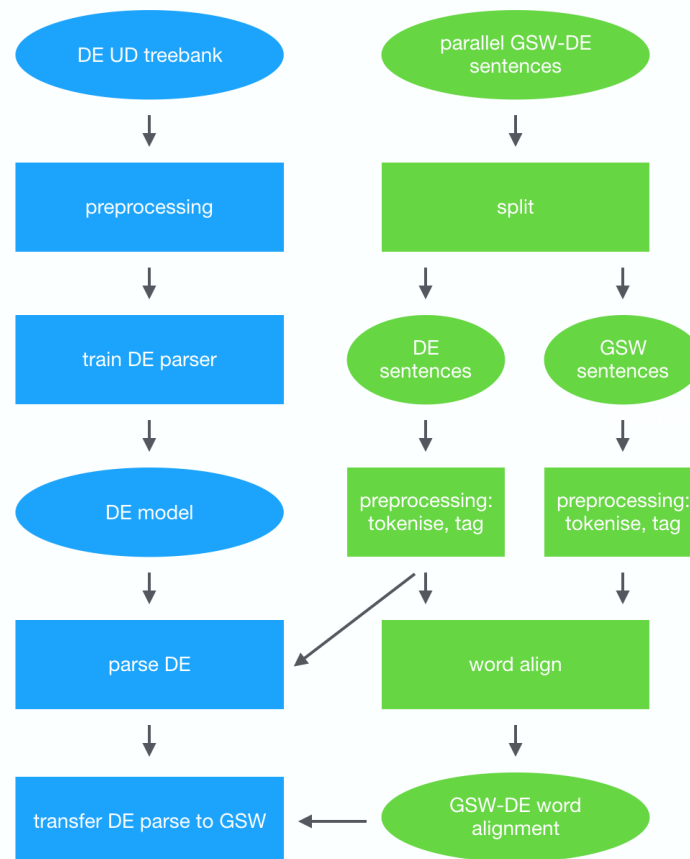 DE UD treebank
parallel GSW-DE
sentences
preprocessing
split
train DE parser
DE
sentences
GSW
sentences
DE model
preprocessing:
tokenise, tag
preprocessing:
tokenise, tag
parse DE
word align
transfer DE parse to GSW
GSW-DE word
alignment